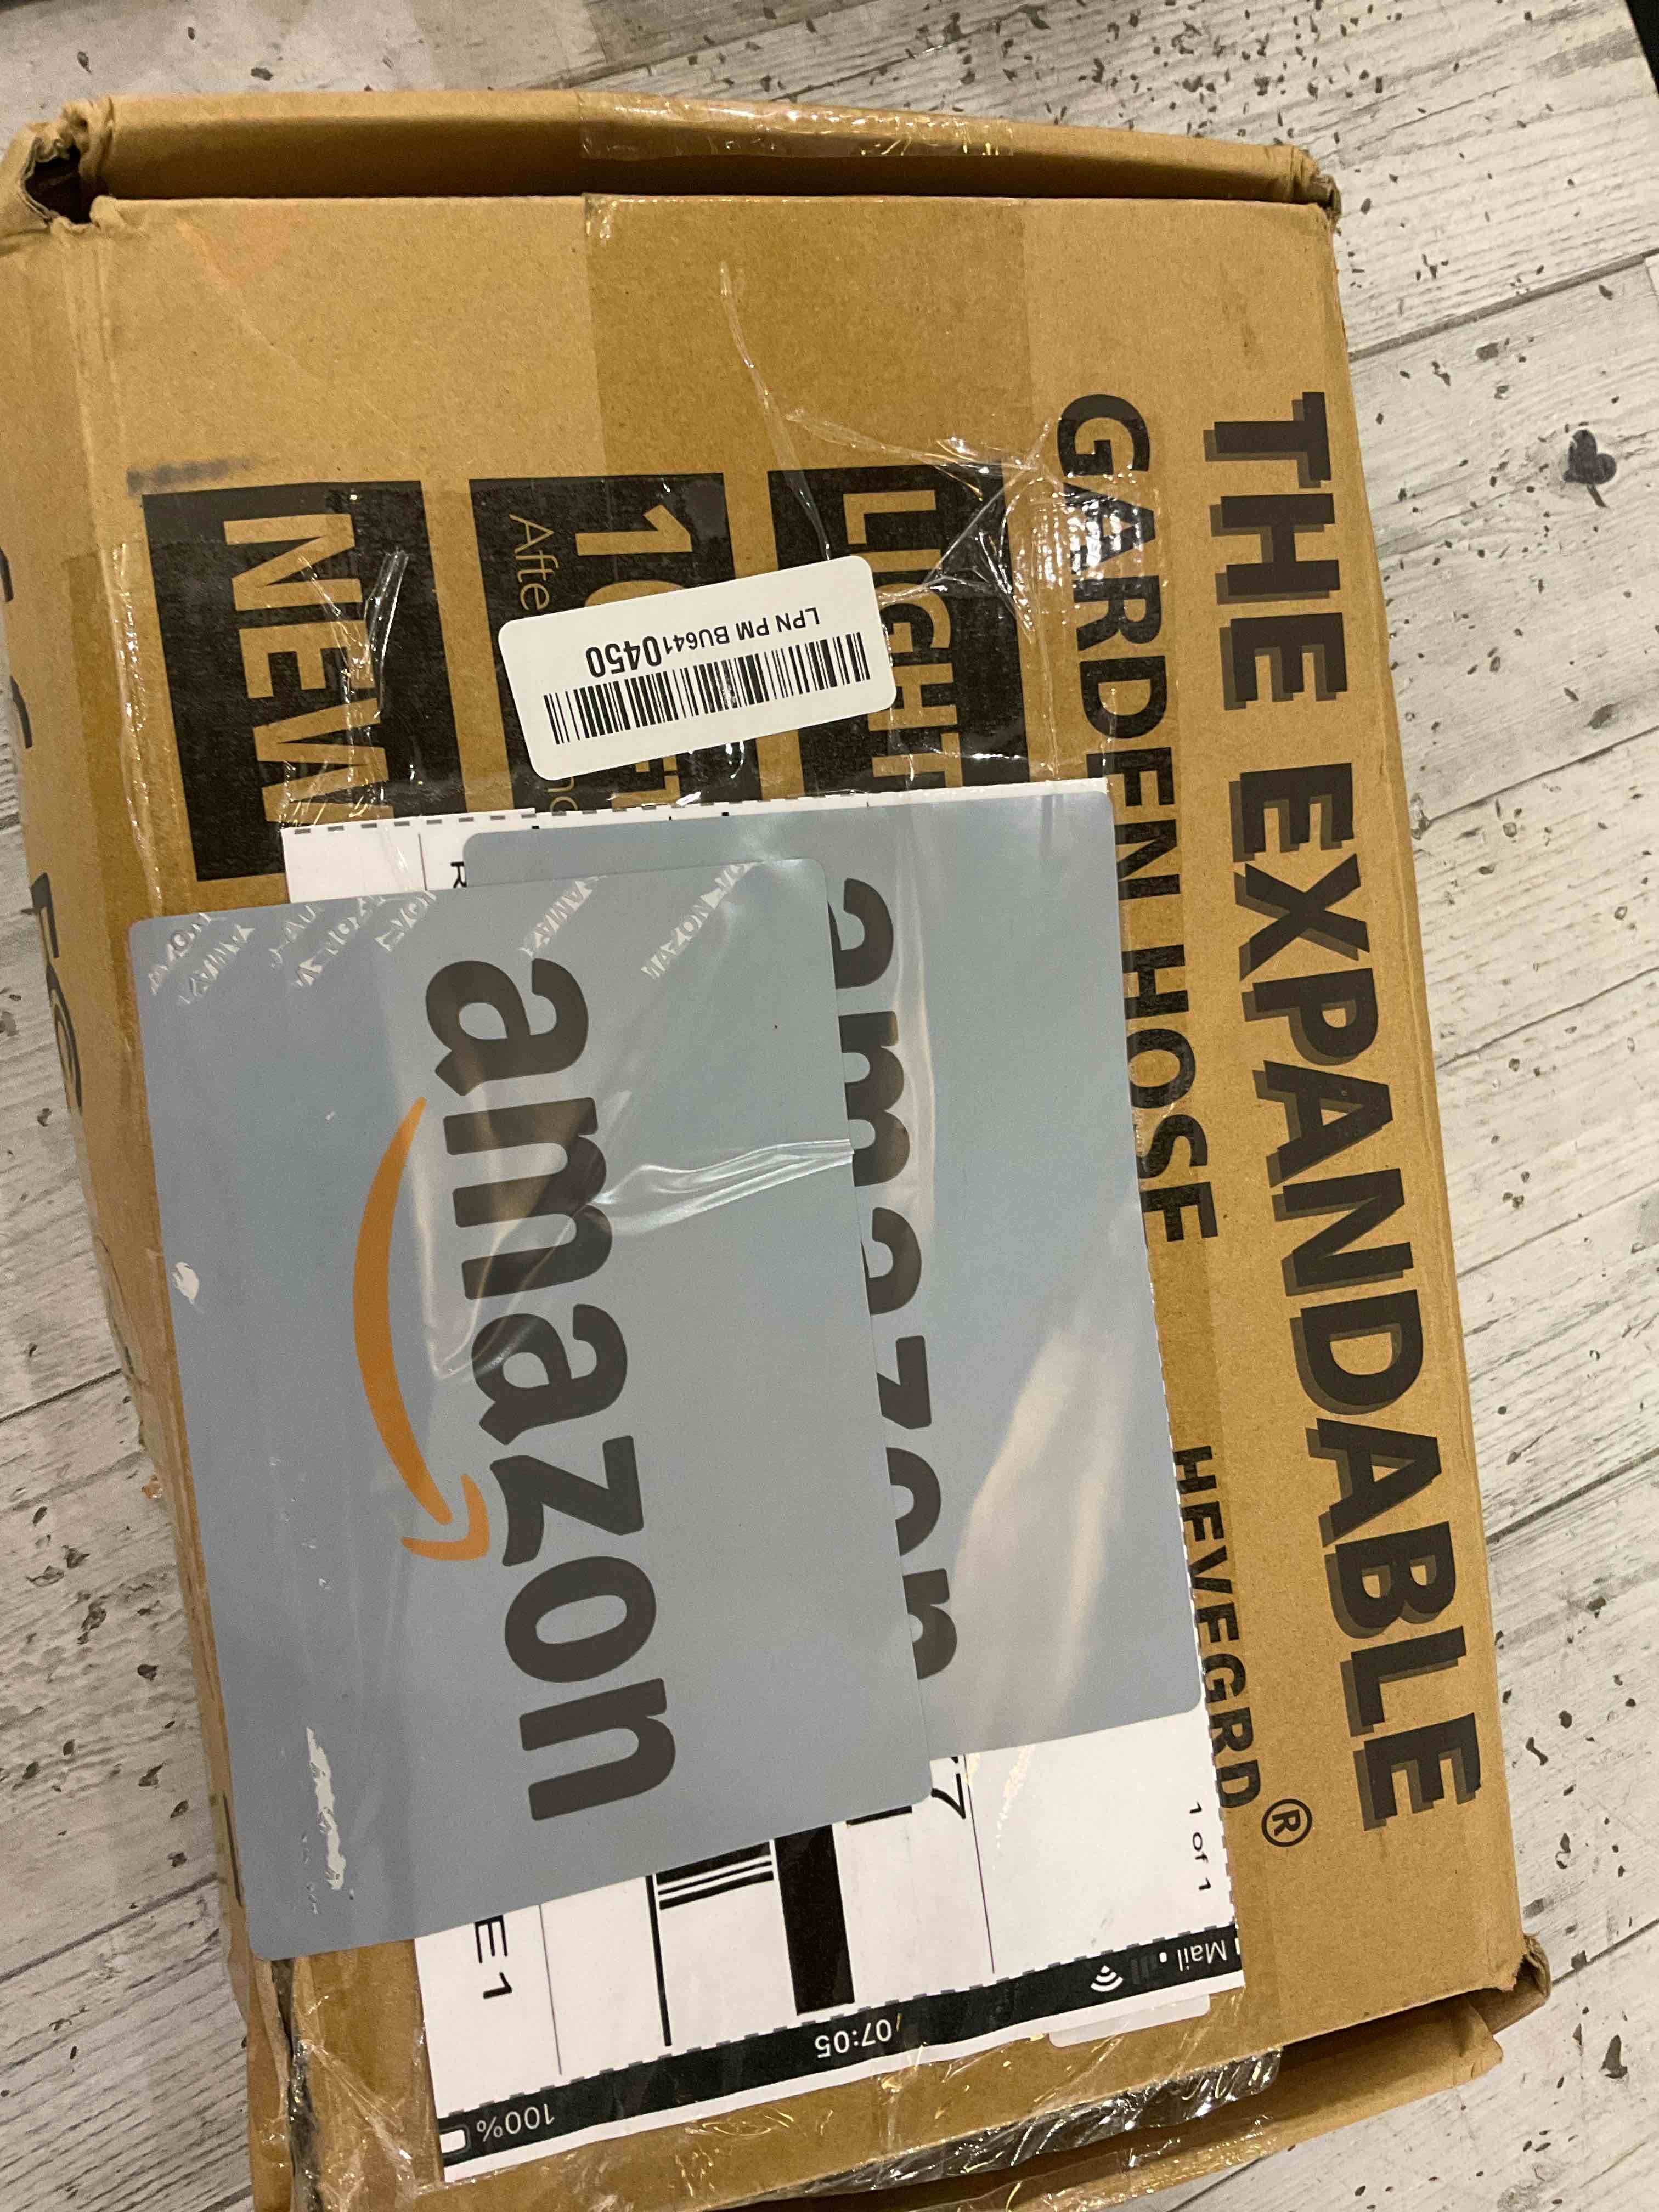 THE EXPANDABLE
GARDEN HOSE
HEVEGRD®
LIGHT
NEW
Afte
LPN PM BU6410450
amazon
amazon
R
E1
1 of 1
Mail
07:05
100%